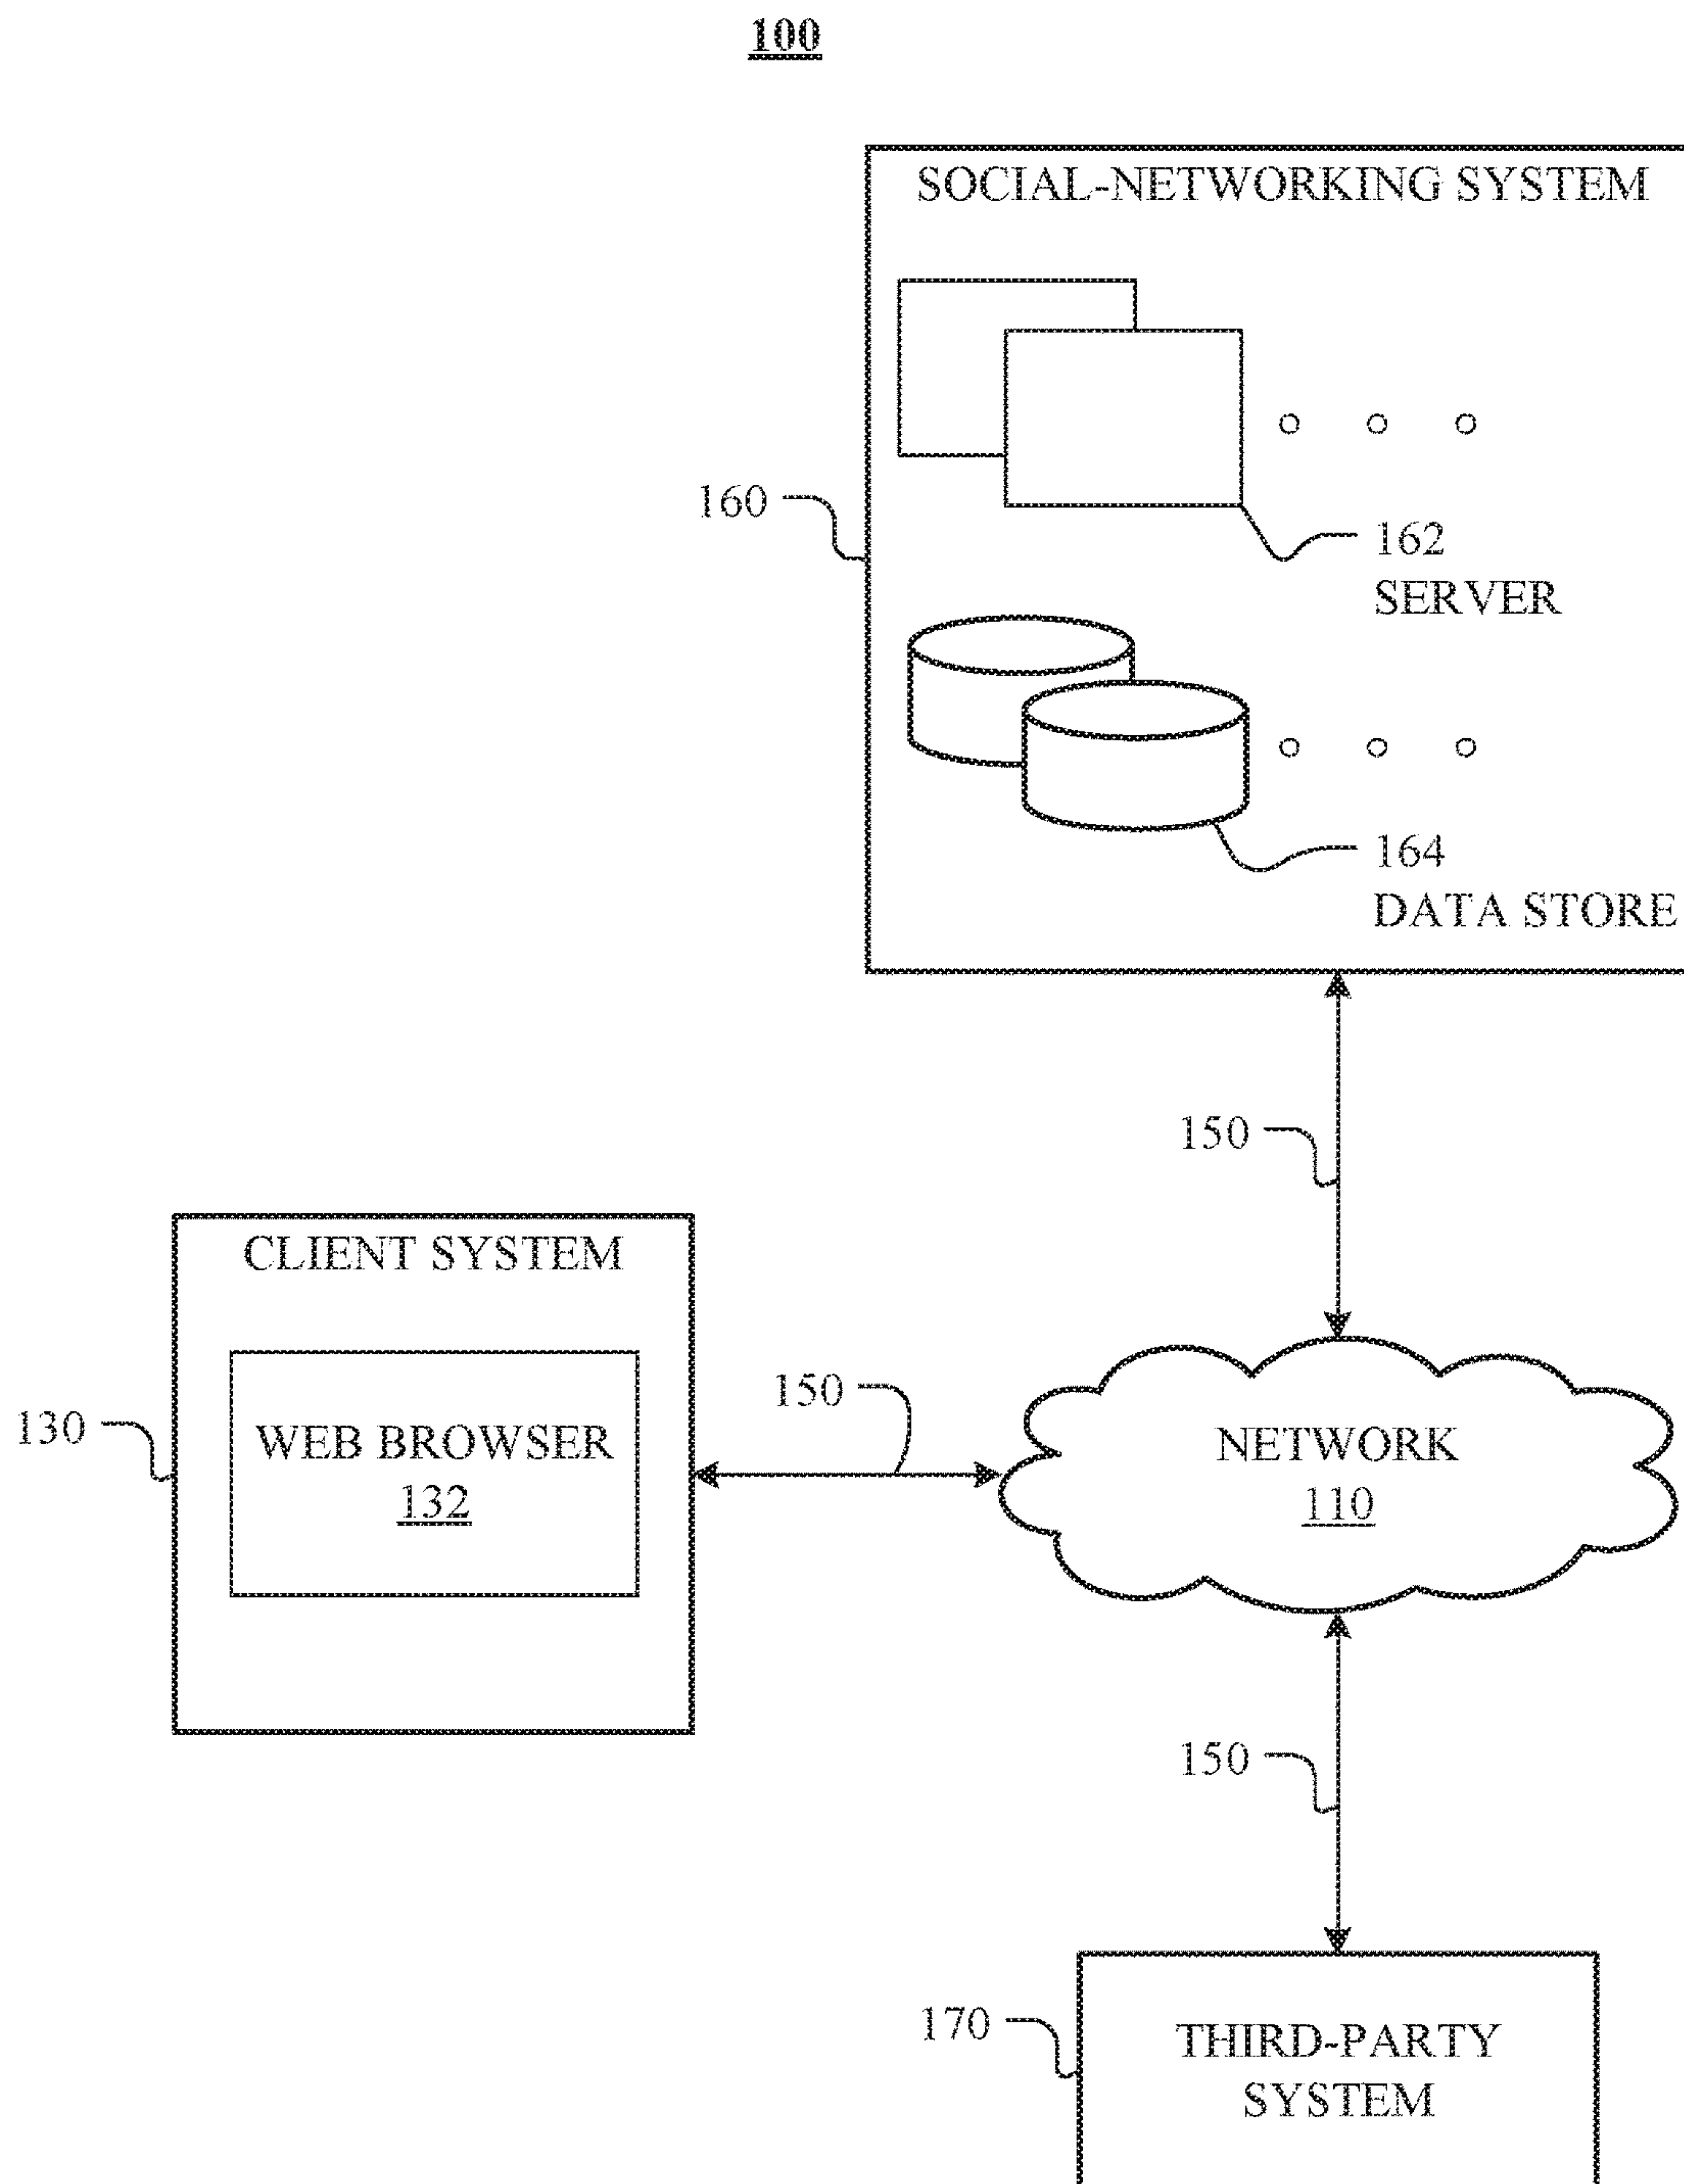 100
SOCIAL-NETWORKING SYSTEM
160
162
SERVER
164
DATA STORE
150
CLIENT SYSTEM
WEB BROWSER
132
130
150
NETWORK
110
150
170
THIRD-PARTY
SYSTEM